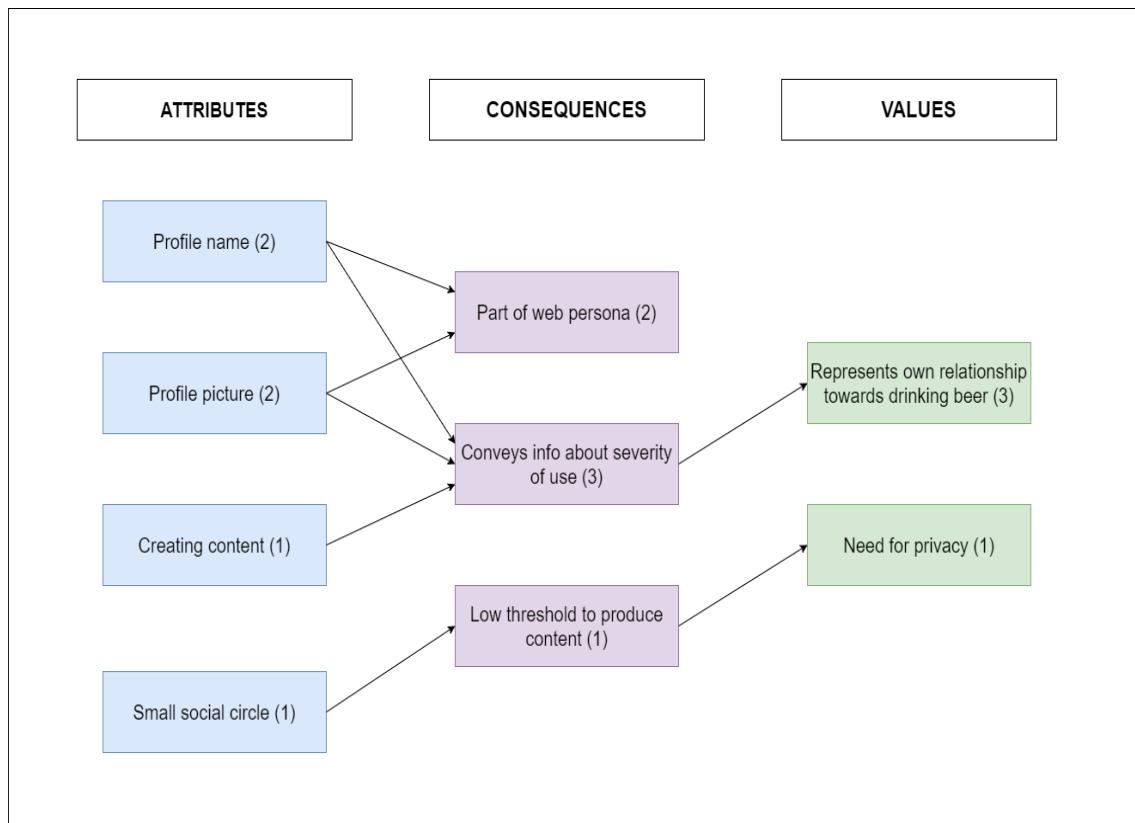 ATTRIBUTES
CONSEQUENCES
VALUES
Profile name (2)
Profile picture (2)
Creating content (1)
Small social circle (1)
Part of web persona (2)
Conveys info about severity
of use (3)
Low threshold to produce
content (1)
Represents own relationship
towards drinking beer (3)
Need for privacy (1)